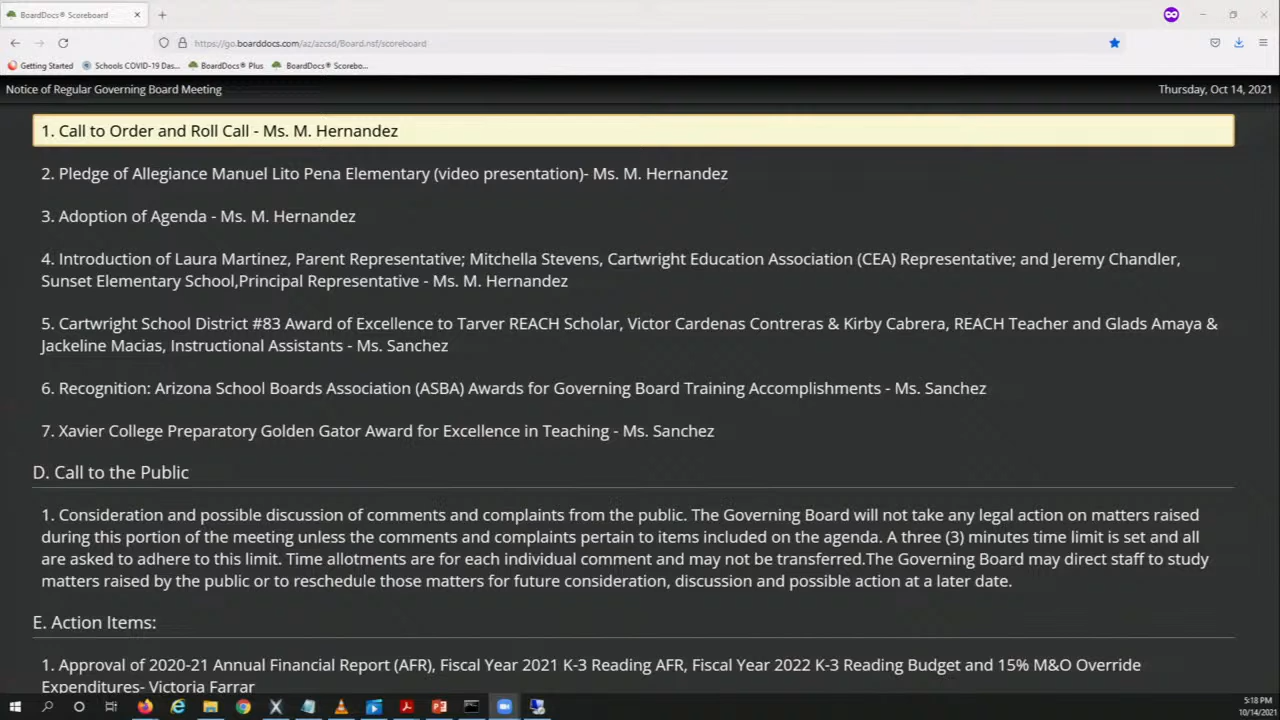 BoardDocs® Scoreboard
https://go.boarddocs.com/az/azcsd/Board.nsf/scoreboard
Getting Started Schools COVID-19 Das... BoardDocs® Plus BoardDocs® Scorebo...
Notice of Regular Governing Board Meeting Thursday, Oct 14, 2021
1. Call to Order and Roll Call - Ms. M. Hernandez
2. Pledge of Allegiance Manuel Lito Pena Elementary (video presentation)- Ms. M. Hernandez
3. Adoption of Agenda - Ms. M. Hernandez
4. Introduction of Laura Martinez, Parent Representative; Mitchella Stevens, Cartwright Education Association (CEA) Representative; and Jeremy Chandler,
Sunset Elementary School,Principal Representative - Ms. M. Hernandez
5. Cartwright School District #83 Award of Excellence to Tarver REACH Scholar, Victor Cardenas Contreras & Kirby Cabrera, REACH Teacher and Glads Amaya &
Jackeline Macias, Instructional Assistants - Ms. Sanchez
6. Recognition: Arizona School Boards Association (ASBA) Awards for Governing Board Training Accomplishments - Ms. Sanchez
7. Xavier College Preparatory Golden Gator Award for Excellence in Teaching - Ms. Sanchez
D. Call to the Public
1. Consideration and possible discussion of comments and complaints from the public. The Governing Board will not take any legal action on matters raised
during this portion of the meeting unless the comments and complaints pertain to items included on the agenda. A three (3) minutes time limit is set and all
are asked to adhere to this limit. Time allotments are for each individual comment and may not be transferred.The Governing Board may direct staff to study
matters raised by the public or to reschedule those matters for future consideration, discussion and possible action at a later date.
E. Action Items:
1. Approval of 2020-21 Annual Financial Report (AFR), Fiscal Year 2021 K-3 Reading AFR, Fiscal Year 2022 K-3 Reading Budget and 15% M&O Override
Expenditures- Victoria Farrar
5:18 PM
10/14/2021